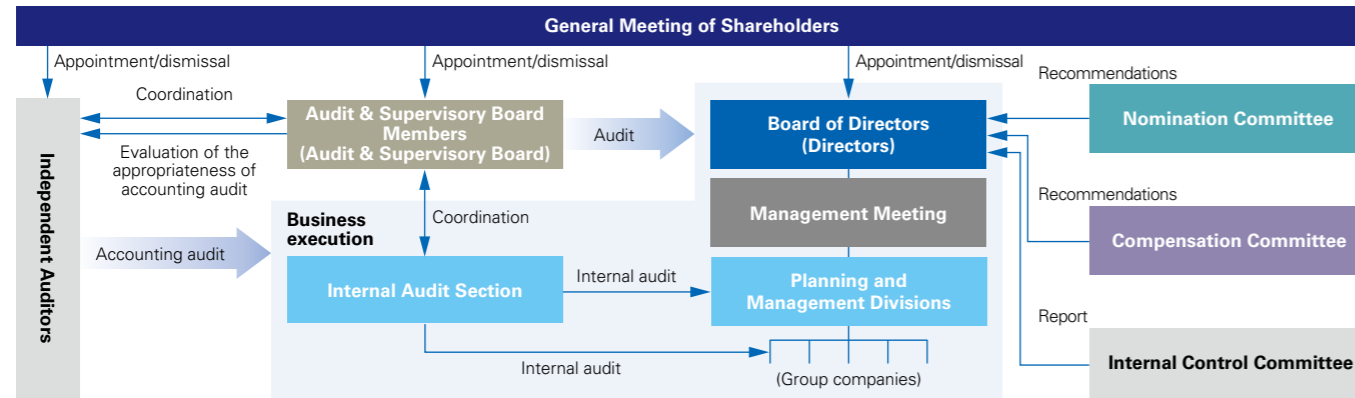 General Meeting of Shareholders
Appointment/dismissal
Appointment/dismissal
Appointment/dismissal
Recommendations
Coordination
Audit & Supervisory Board
Members
(Audit & Supervisory Board)
Audit
Board of Directors
(Directors)
Nomination Committee
Independent Auditors
Evaluation of the
appropriateness of
accounting audit
Recommendations
Business
execution
Coordination
Management Meeting
Compensation Committee
Accounting audit
Internal Audit Section
Internal audit
Planning and
Management Divisions
Report
Internal audit
(Group companies)
Internal Control Committee